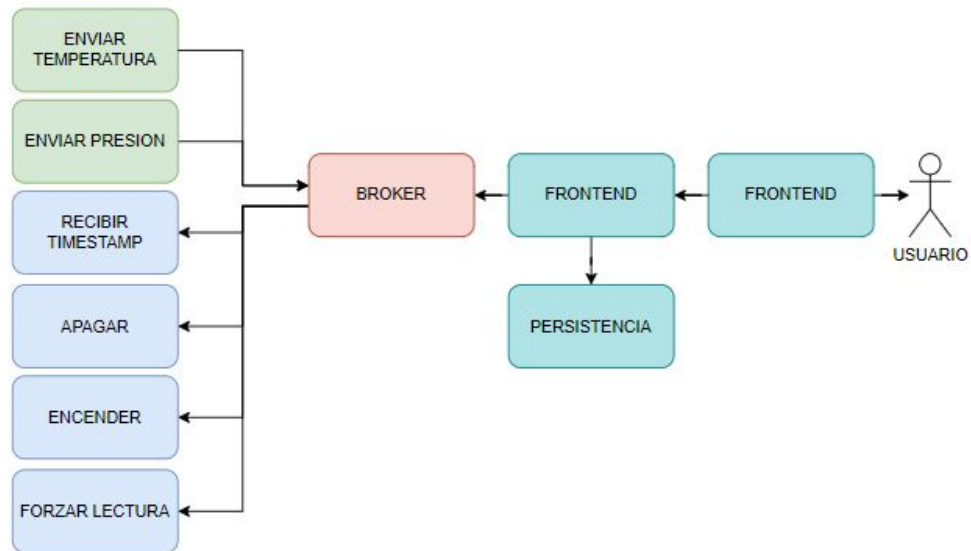 ENVIAR
TEMPERATURA
ENVIAR PRESION
RECIBIR
TIMESTAMP
APAGAR
ENCENDER
FORZAR LECTURA
BROKER
FRONTEND
PERSISTENCIA
FRONTEND
USUARIO